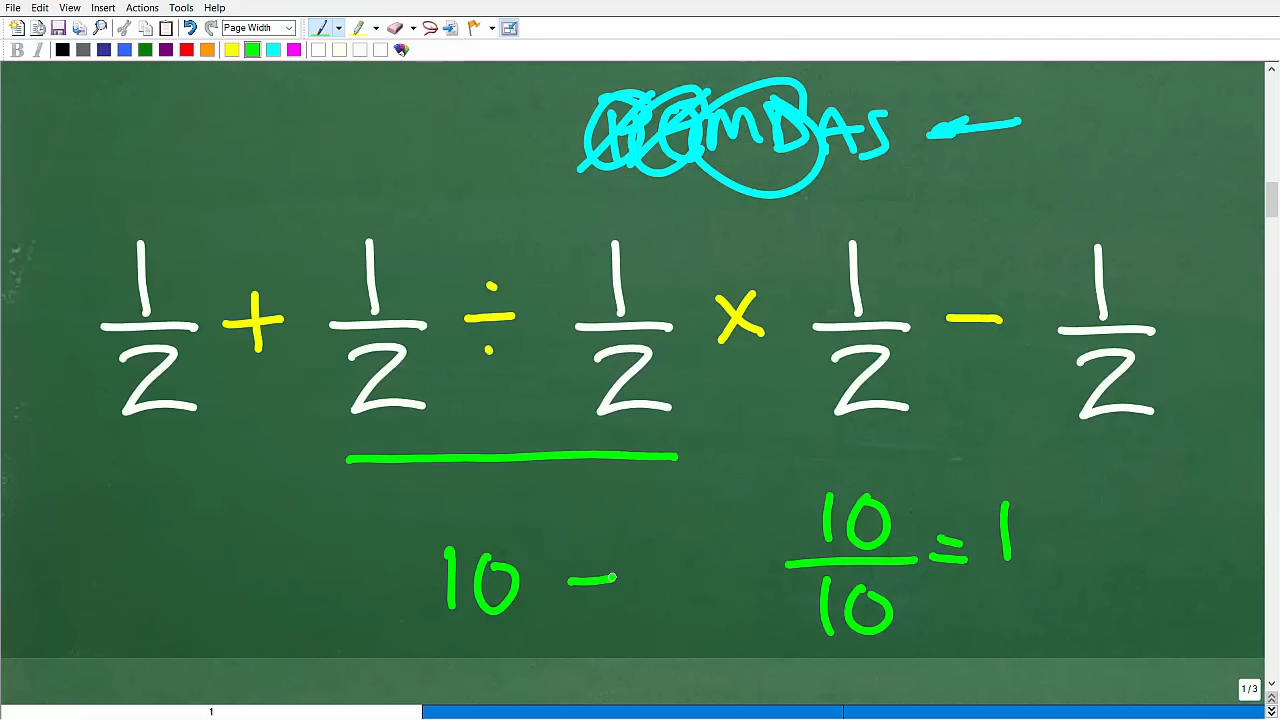 File Edit View Insert Actions Tools Help
Page Width
B I
PEMDAS
1/2 + 1/2 ÷ 1/2 × 1/2 − 1/2
10 −
10/10 = 1
1/3
1